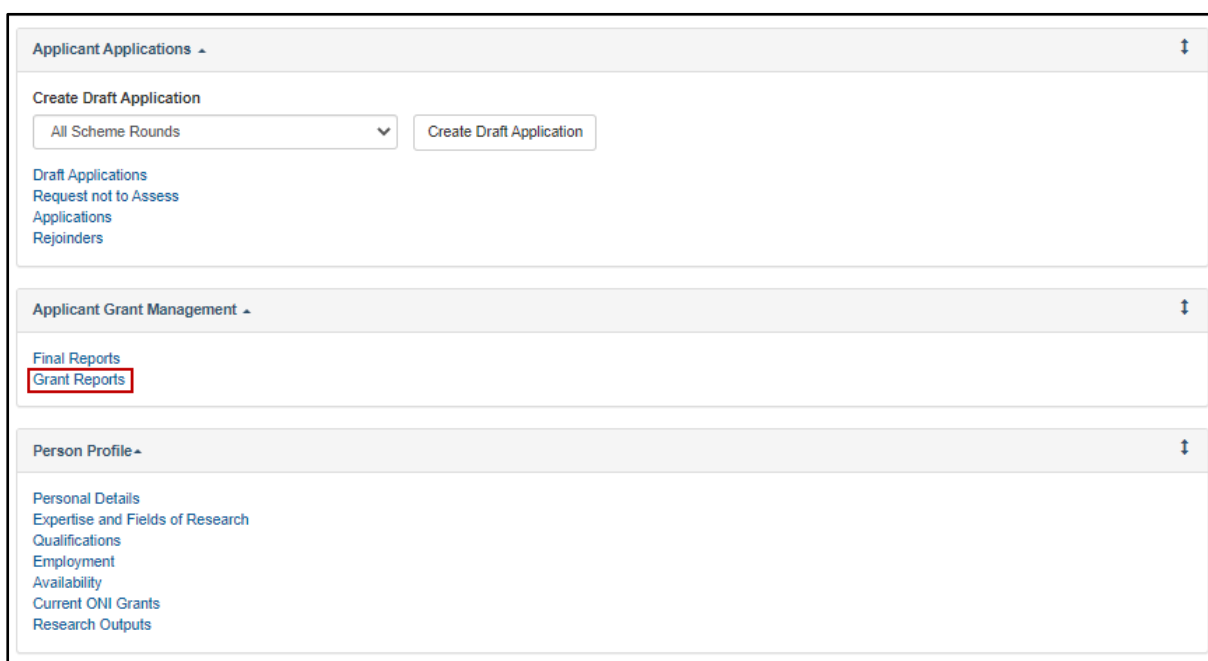 Applicant Applications
Create Draft Application
All Scheme Rounds
Create Draft Application
Draft Applications
Request not to Assess
Applications
Rejoinders
Applicant Grant Management
Final Reports
Grant Reports
Person Profile
Personal Details
Expertise and Fields of Research
Qualifications
Employment
Availability
Current ONI Grants
Research Outputs